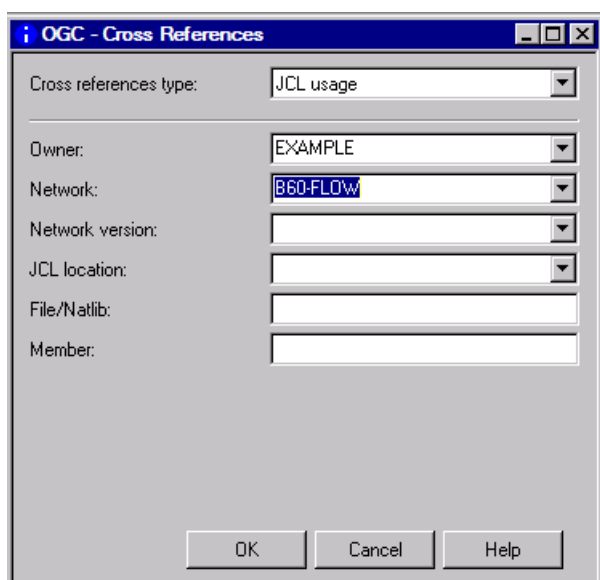 OGC - Cross References
Cross references type: JCL usage
Owner: EXAMPLE
Network: B60-FLOW
Network version:
JCL location:
File/Natlib:
Member:
OK Cancel Help